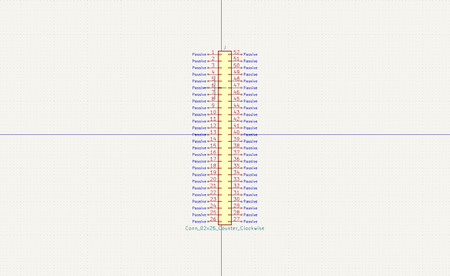 J
Passive 1 52 Passive
Passive 2 51 Passive
Passive 3 50 Passive
Passive 4 49 Passive
Passive 5 48 Passive
Passive 6 47 Passive
Passive 7 46 Passive
Passive 8 45 Passive
Passive 9 44 Passive
Passive 10 43 Passive
Passive 11 42 Passive
Passive 12 41 Passive
Passive 13 40 Passive
Passive 14 39 Passive
Passive 15 38 Passive
Passive 16 37 Passive
Passive 17 36 Passive
Passive 18 35 Passive
Passive 19 34 Passive
Passive 20 33 Passive
Passive 21 32 Passive
Passive 22 31 Passive
Passive 23 30 Passive
Passive 24 29 Passive
Passive 25 28 Passive
Passive 26 27 Passive
Conn_02x26_Counter_Clockwise